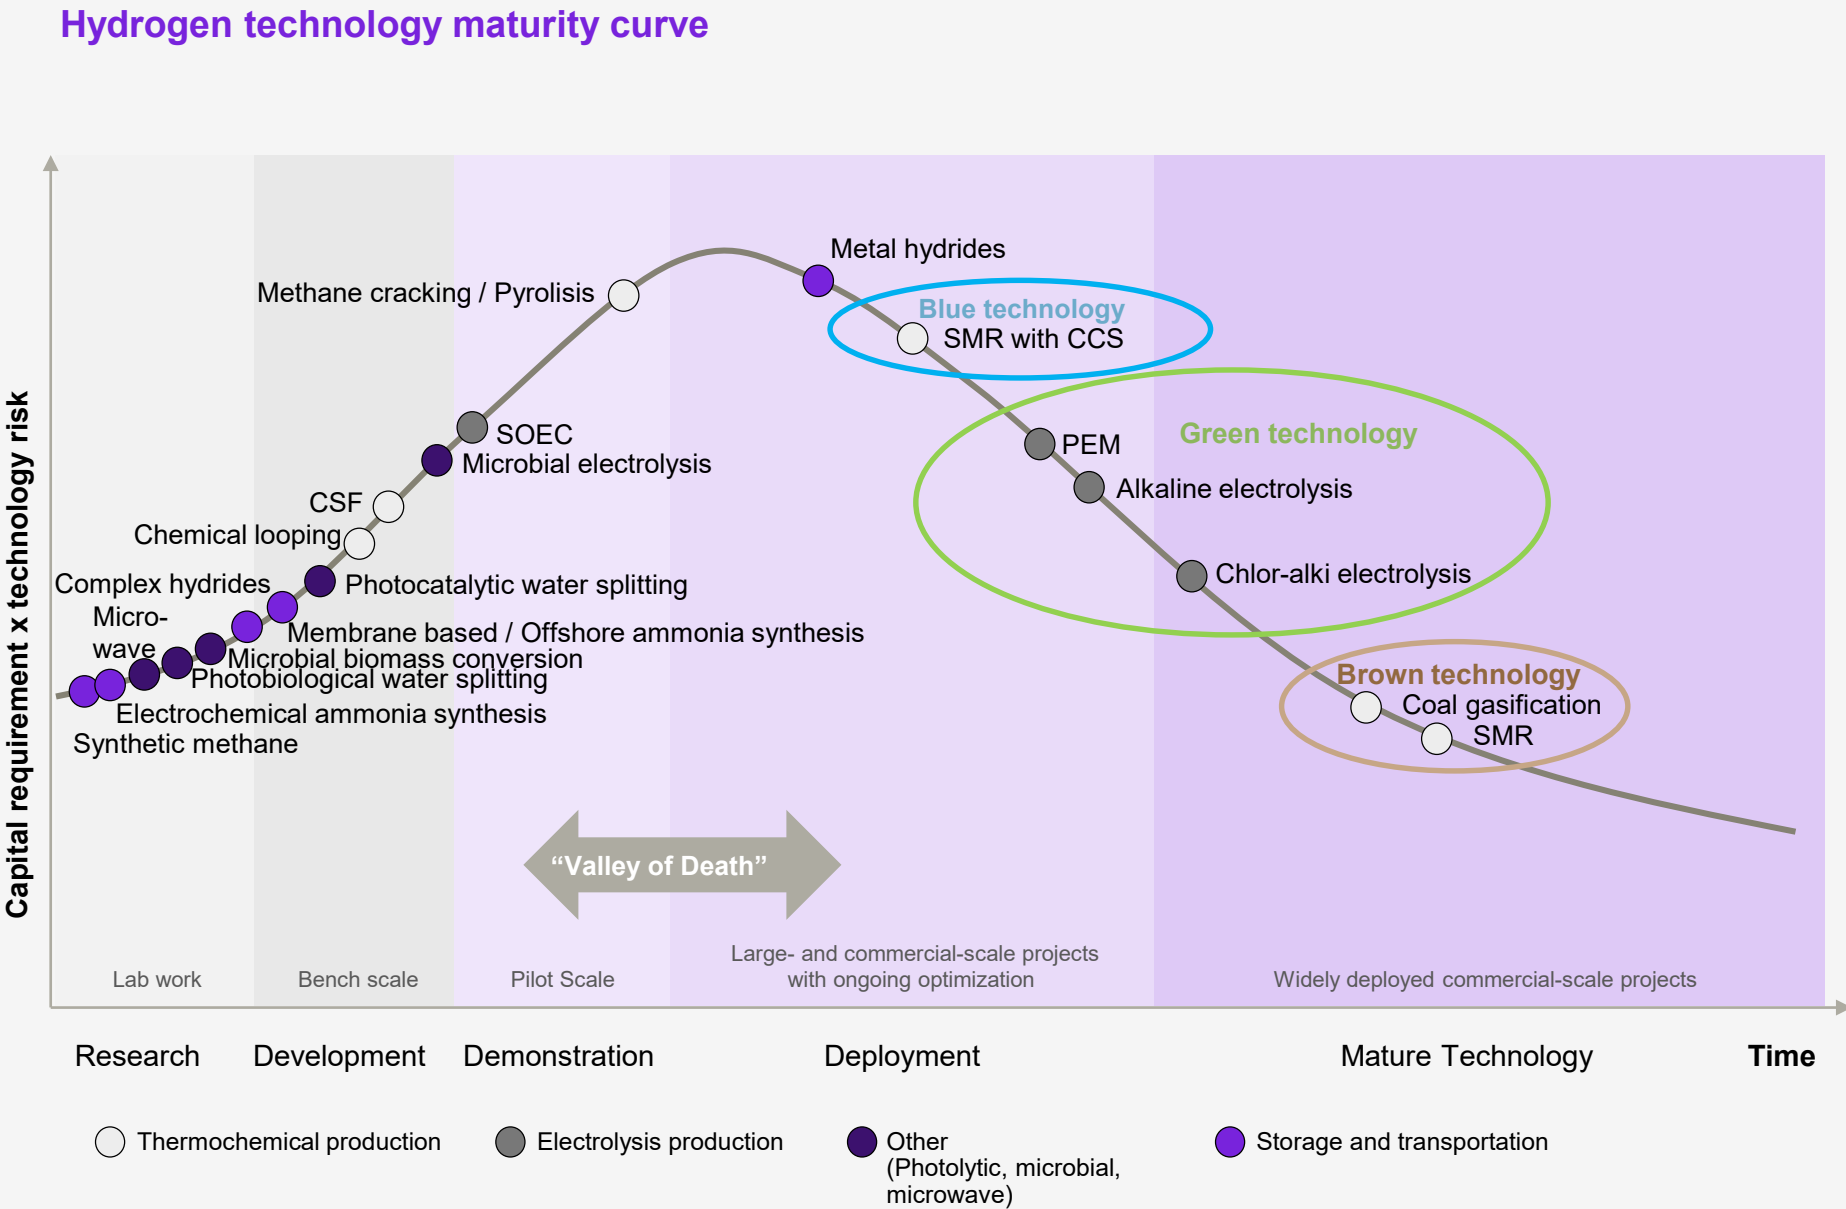 Hydrogen technology maturity curve
Capital requirement x technology risk
Metal hydrides
Methane cracking / Pyrolisis
Blue technology
SMR with CCS
SOEC
Microbial electrolysis
Green technology
PEM
Alkaline electrolysis
CSF
Chemical looping
Chlor-alki electrolysis
Complex hydrides
Photocatalytic water splitting
Micro-
wave
Membrane based / Offshore ammonia synthesis
Microbial biomass conversion
Photobiological water splitting
Electrochemical ammonia synthesis
Synthetic methane
Brown technology
Coal gasification
SMR
“Valley of Death”
Lab work
Bench scale
Pilot Scale
Large- and commercial-scale projects
with ongoing optimization
Widely deployed commercial-scale projects
Research
Development
Demonstration
Deployment
Mature Technology
Time
Thermochemical production
Electrolysis production
Other
(Photolytic, microbial,
microwave)
Storage and transportation